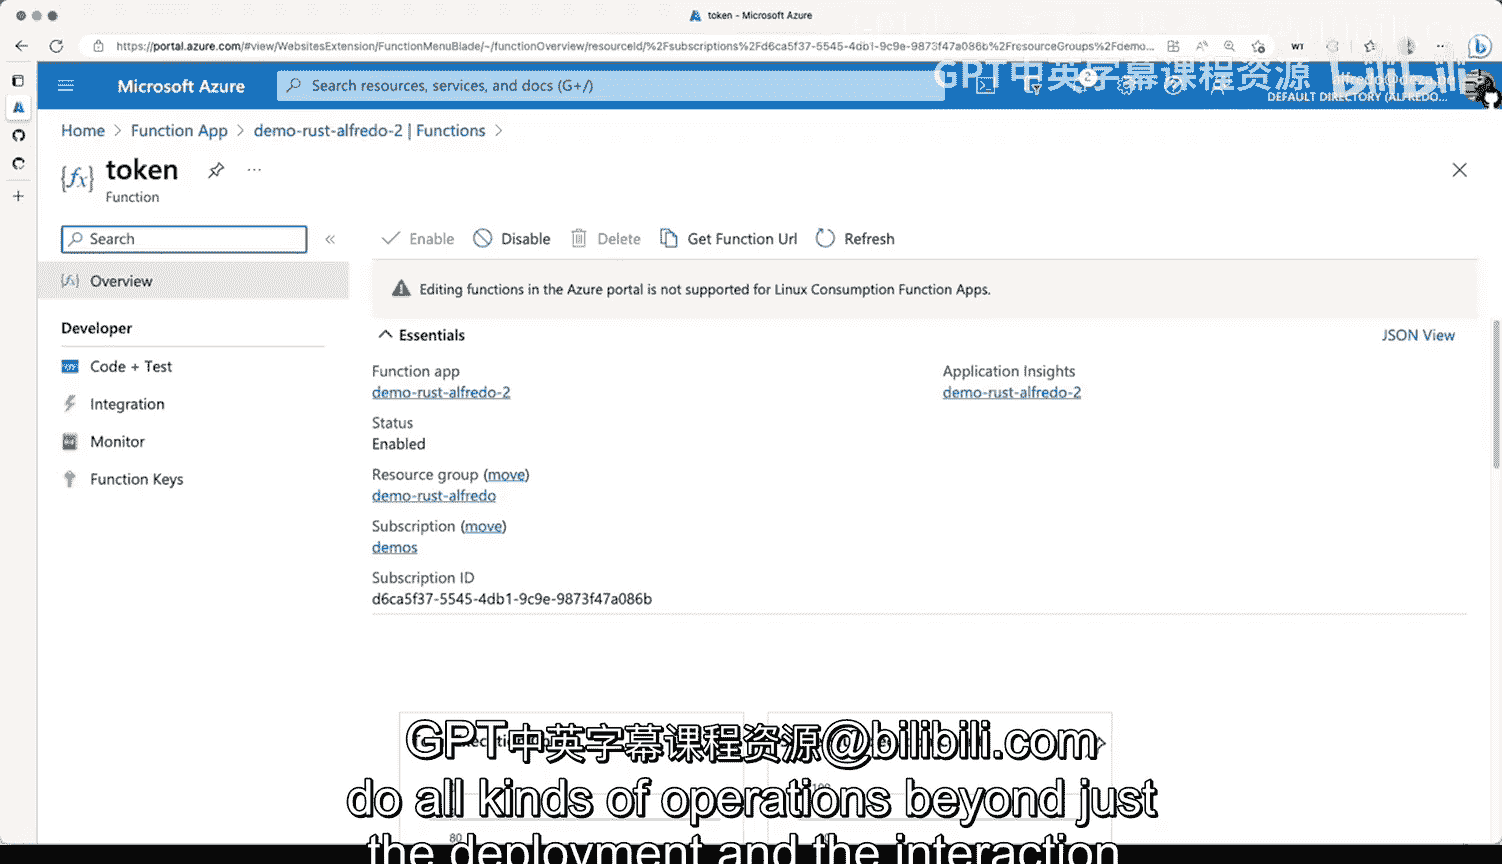 token - Microsoft Azure
https://portal.azure.com/#view/WebsitesExtension/FunctionMenuBlade/~/functionOverview/resourceId/%2Fsubscriptions%2Fd6ca5f37-5545-4db1-9c9e-9873f47a086b%2FresourceGroups%2Fdemo...
Microsoft Azure
Search resources, services, and docs (G+/)
GPT中英字幕课程资源
bilibili
DEFAULT DIRECTORY (ALFREDO...
Home > Function App > demo-rust-alfredo-2 | Functions >
token
Function
Search
Enable
Disable
Delete
Get Function Url
Refresh
Overview
Editing functions in the Azure portal is not supported for Linux Consumption Function Apps.
Developer
Code + Test
Integration
Monitor
Function Keys
Essentials
JSON View
Function app
demo-rust-alfredo-2
Application Insights
demo-rust-alfredo-2
Status
Enabled
Resource group (move)
demo-rust-alfredo
Subscription (move)
demos
Subscription ID
d6ca5f37-5545-4db1-9c9e-9873f47a086b
GPT中英字幕课程资源@bilibili.com
do all kinds of operations beyond just
80
the deployment and the interaction